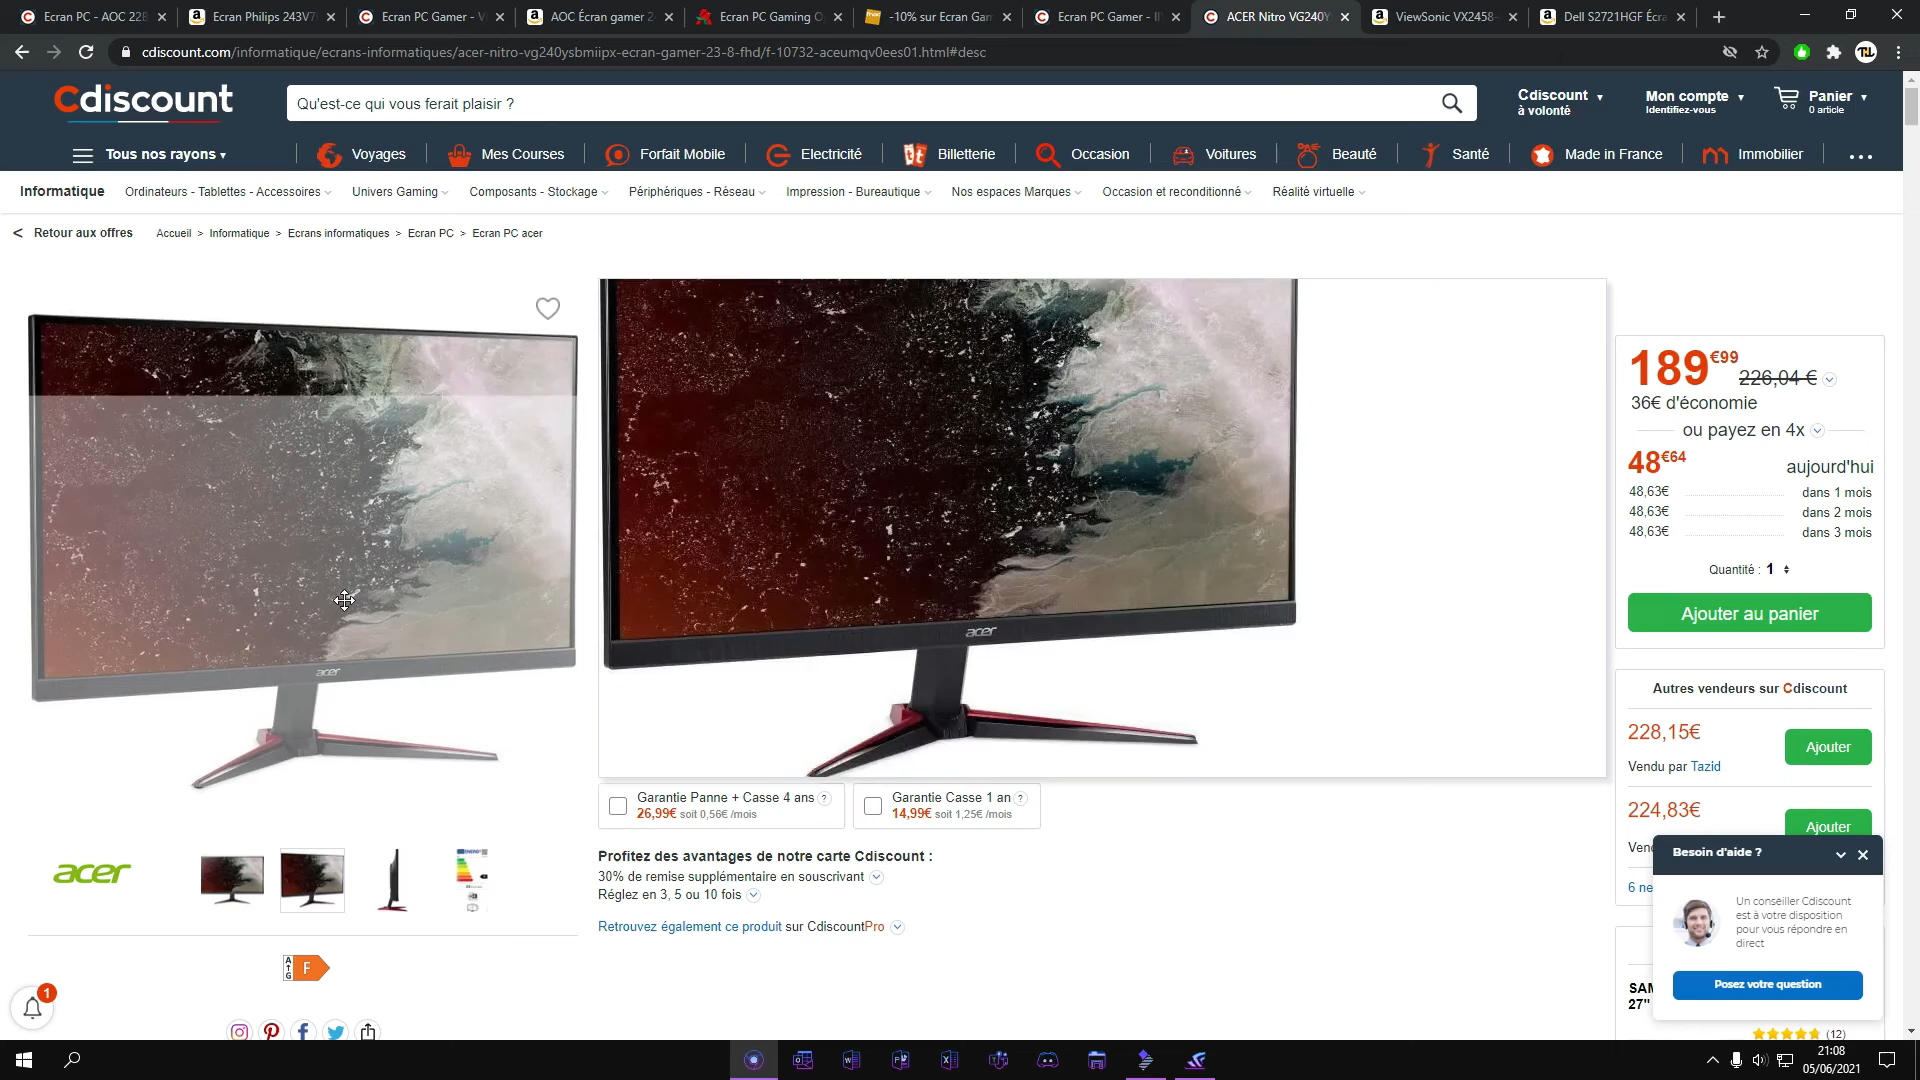 Ecran PC - AOC 22B
Ecran Philips 243V7
Ecran PC Gamer - V
AOC Écran gamer 2
Ecran PC Gaming O
-10% sur Ecran Gam
Ecran PC Gamer - II
ACER Nitro VG240Y
ViewSonic VX2458-
Dell S2721HGF Écra
cdiscount.com/informatique/ecrans-informatiques/acer-nitro-vg240ysbmiipx-ecran-gamer-23-8-fhd/f-10732-aceumqv0ees01.html#desc
Cdiscount
Qu'est-ce qui vous ferait plaisir ?
Cdiscount
à volonté
Mon compte
Identifiez-vous
Panier
0 article
Tous nos rayons
Voyages
Mes Courses
Forfait Mobile
Electricité
Billetterie
Occasion
Voitures
Beauté
Santé
Made in France
Immobilier
...
Informatique
Ordinateurs - Tablettes - Accessoires
Univers Gaming
Composants - Stockage
Périphériques - Réseau
Impression - Bureautique
Nos espaces Marques
Occasion et reconditionné
Réalité virtuelle
< Retour aux offres
Accueil > Informatique > Ecrans informatiques > Ecran PC > Ecran PC acer
acer
acer
189€99
226,04 €
36€ d'économie
ou payez en 4x
48€64 aujourd'hui
48,63€ dans 1 mois
48,63€ dans 2 mois
48,63€ dans 3 mois
Quantité : 1
Ajouter au panier
Autres vendeurs sur Cdiscount
228,15€
Ajouter
Vendu par Tazid
224,83€
Ajouter
Garantie Panne + Casse 4 ans ?
26,99€ soit 0,56€ /mois
Garantie Casse 1 an ?
14,99€ soit 1,25€ /mois
Profitez des avantages de notre carte Cdiscount :
30% de remise supplémentaire en souscrivant
Réglez en 3, 5 ou 10 fois
Retrouvez également ce produit sur CdiscountPro
acer
A
G
F
1
Besoin d'aide ?
Un conseiller Cdiscount
est à votre disposition
pour vous répondre en
direct
Posez votre question
6 ne
27"
(12)
21:08
05/06/2021